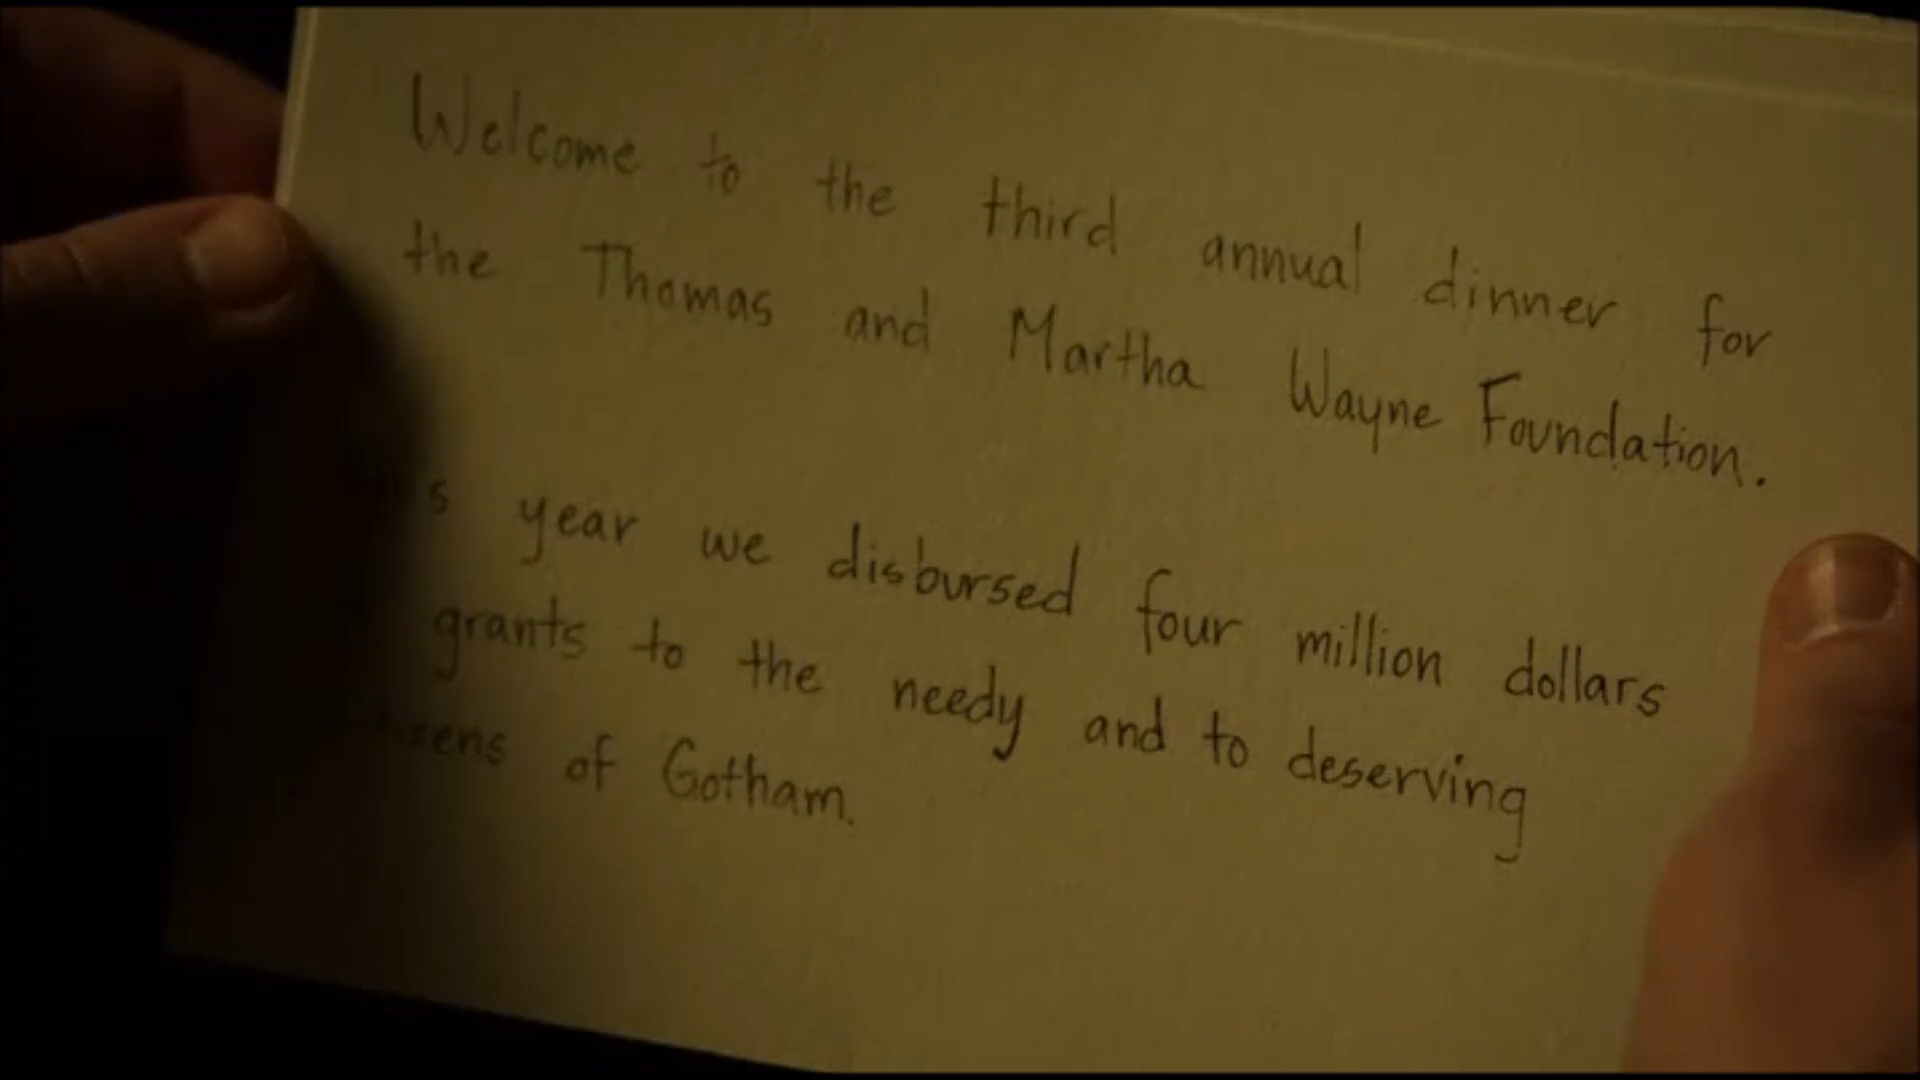 Welcome to the third annual dinner for
the Thomas and Martha Wayne Foundation.
year we disbursed four million dollars
grants to the needy and to deserving
of Gotham.